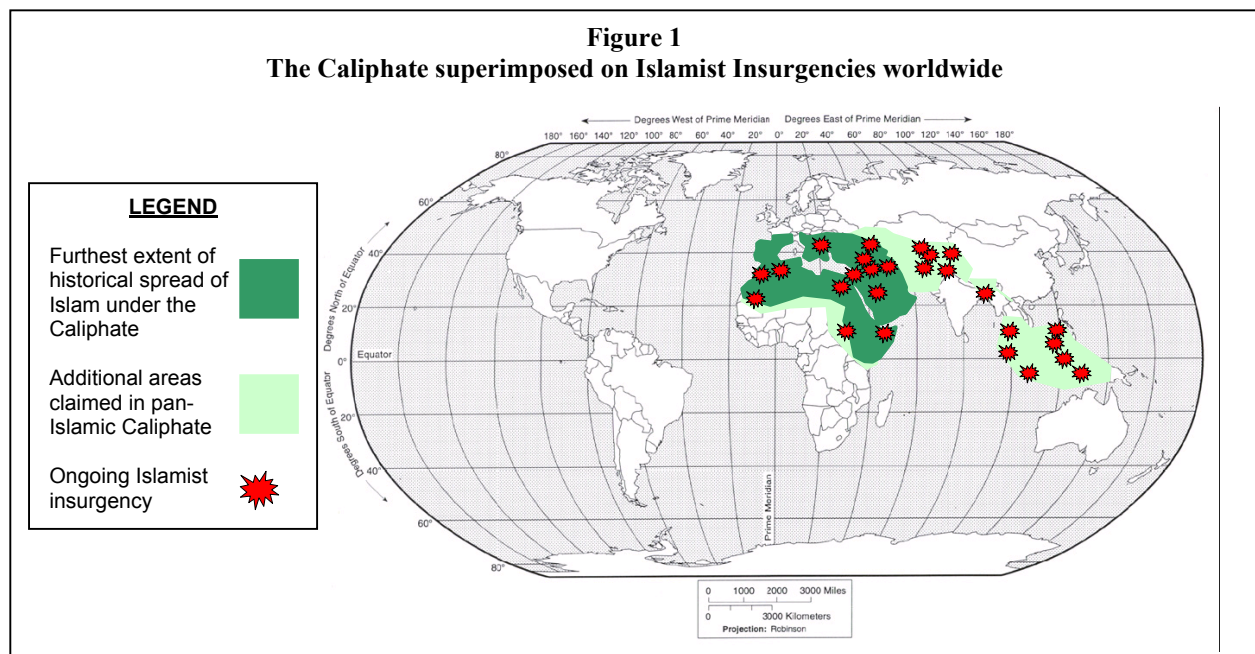 Figure 1
The Caliphate superimposed on Islamist Insurgencies worldwide
Degrees West of Prime Meridian Degrees East of Prime Meridian
180° 160° 140° 120° 100° 80° 60° 40° 20° 0° 20° 40° 60° 80° 100° 120° 140° 160° 180°
LEGEND
Furthest extent of
historical spread of
Islam under the
Caliphate
Additional areas
claimed in pan-
Islamic Caliphate
Ongoing Islamist
insurgency
80°
60°
40°
20°
0°
20°
40°
60°
80°
Degrees North of Equator
Equator
Degrees South of Equator
80°
60°
Prime Meridian
0 1000 2000 3000 Miles
0 3000 Kilometers
Projection: Robinson